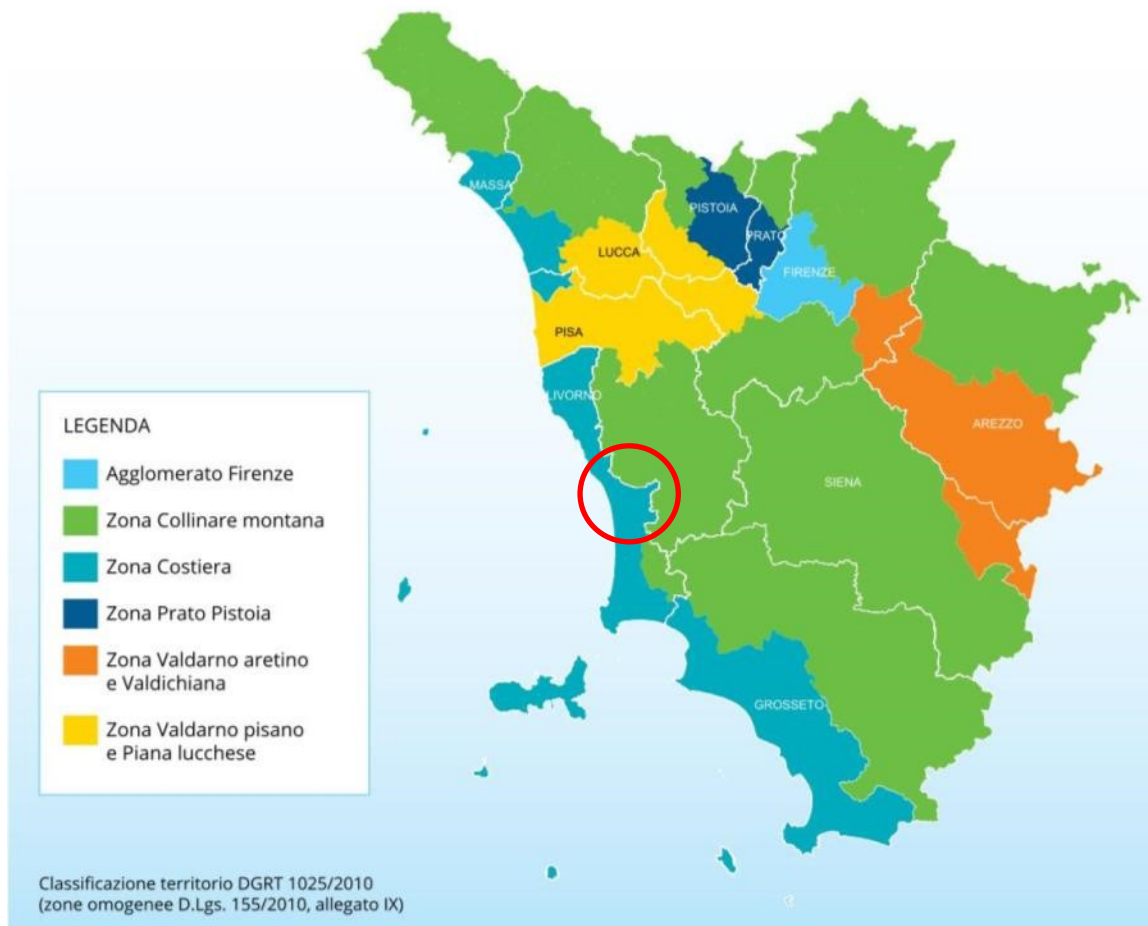 MASSA
PISTOIA
PRATO
LUCCA
FIRENZE
PISA
LIVORNO
AREZZO
SIENA
GROSSETO
LEGENDA
Agglomerato Firenze
Zona Collinare montana
Zona Costiera
Zona Prato Pistoia
Zona Valdarno aretino
e Valdichiana
Zona Valdarno pisano
e Piana lucchese
Classificazione territorio DGRT 1025/2010
(zone omogenee D.Lgs. 155/2010, allegato IX)